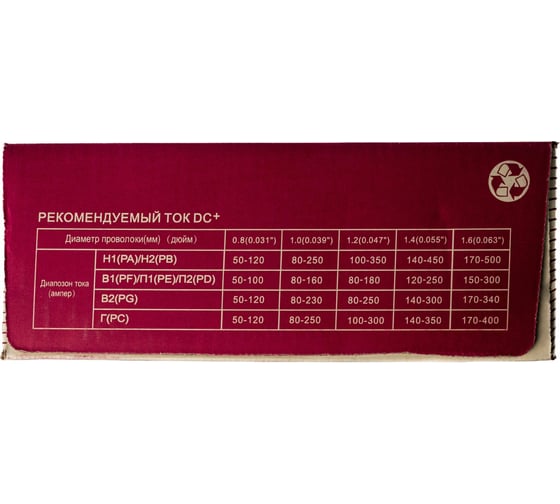 РЕКОМЕНДУЕМЫЙ ТОК DC+
Диаметр проволоки(мм) (дюйм) 0.8(0.031") 1.0(0.039") 1.2(0.047") 1.4(0.055") 1.6(0.063")
Диапозон тока (ампер)
Н1(PA)/Н2(PB) 50-120 80-250 100-350 140-450 170-500
В1(PF)/П1(PE)/П2(PD) 50-100 80-160 80-180 120-250 150-300
В2(PG) 50-120 80-230 80-250 140-300 170-340
Г(PC) 50-120 80-250 100-300 140-350 170-400